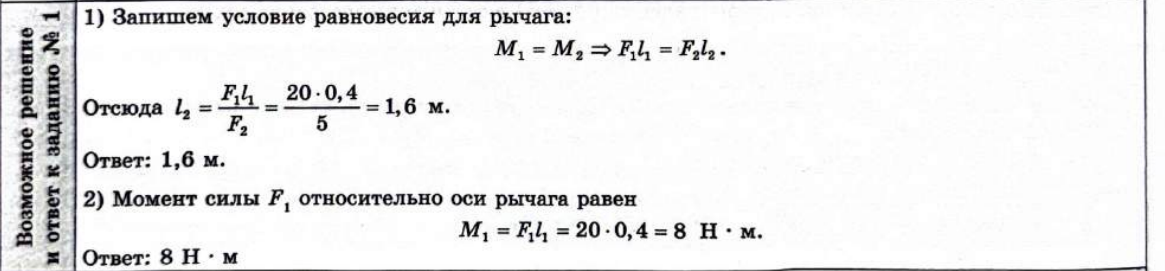 Возможное решение
и ответ к заданию № 1
1) Запишем условие равновесия для рычага:
M₁ = M₂ ⇒ F₁l₁ = F₂l₂.
Отсюда l₂ = F₁l₁/F₂ = 20·0,4/5 = 1,6 м.
Ответ: 1,6 м.
2) Момент силы F₁ относительно оси рычага равен
M₁ = F₁l₁ = 20·0,4 = 8 Н · м.
Ответ: 8 Н · м